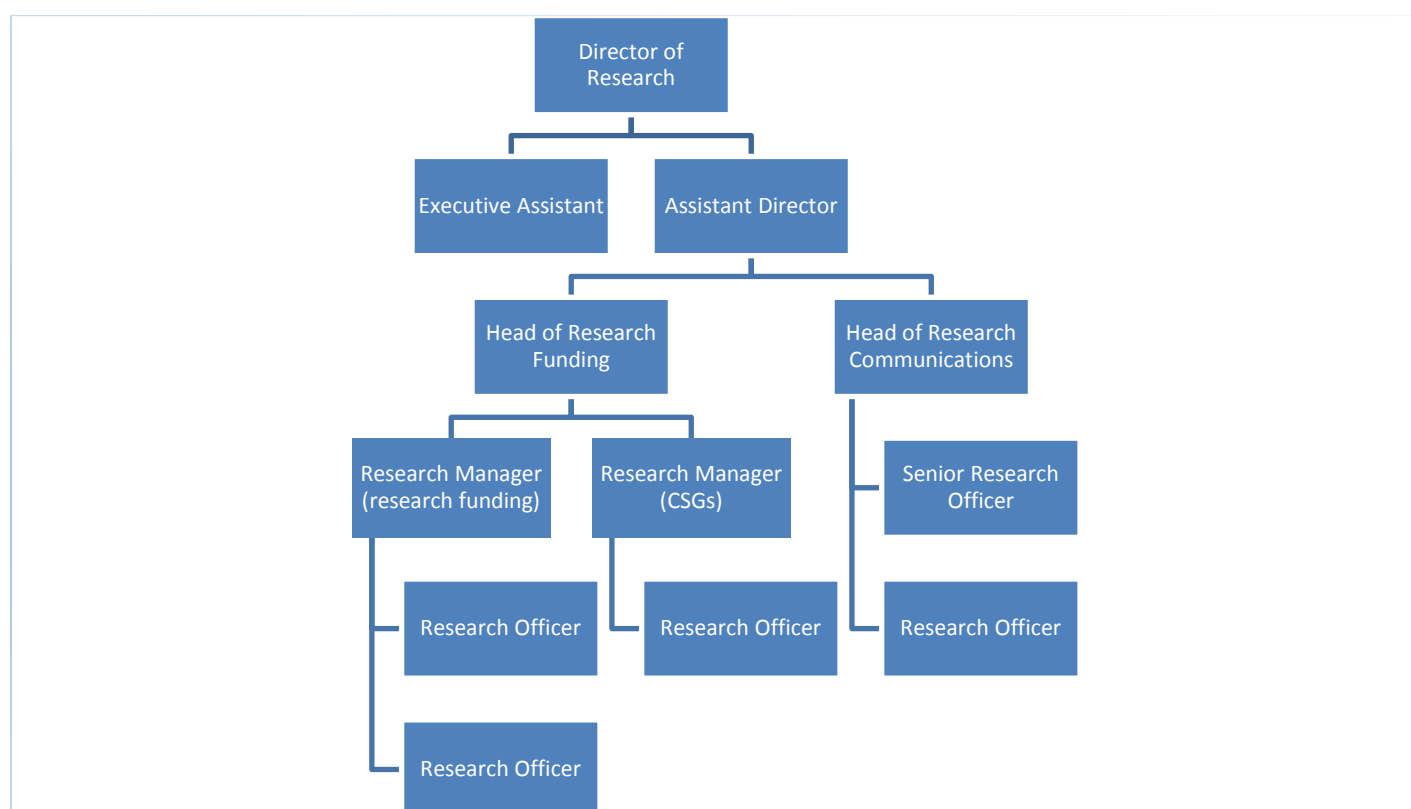 Director of
Research
Executive Assistant
Assistant Director
Head of Research
Funding
Head of Research
Communications
Research Manager
(research funding)
Research Manager
(CSGs)
Senior Research
Officer
Research Officer
Research Officer
Research Officer
Research Officer